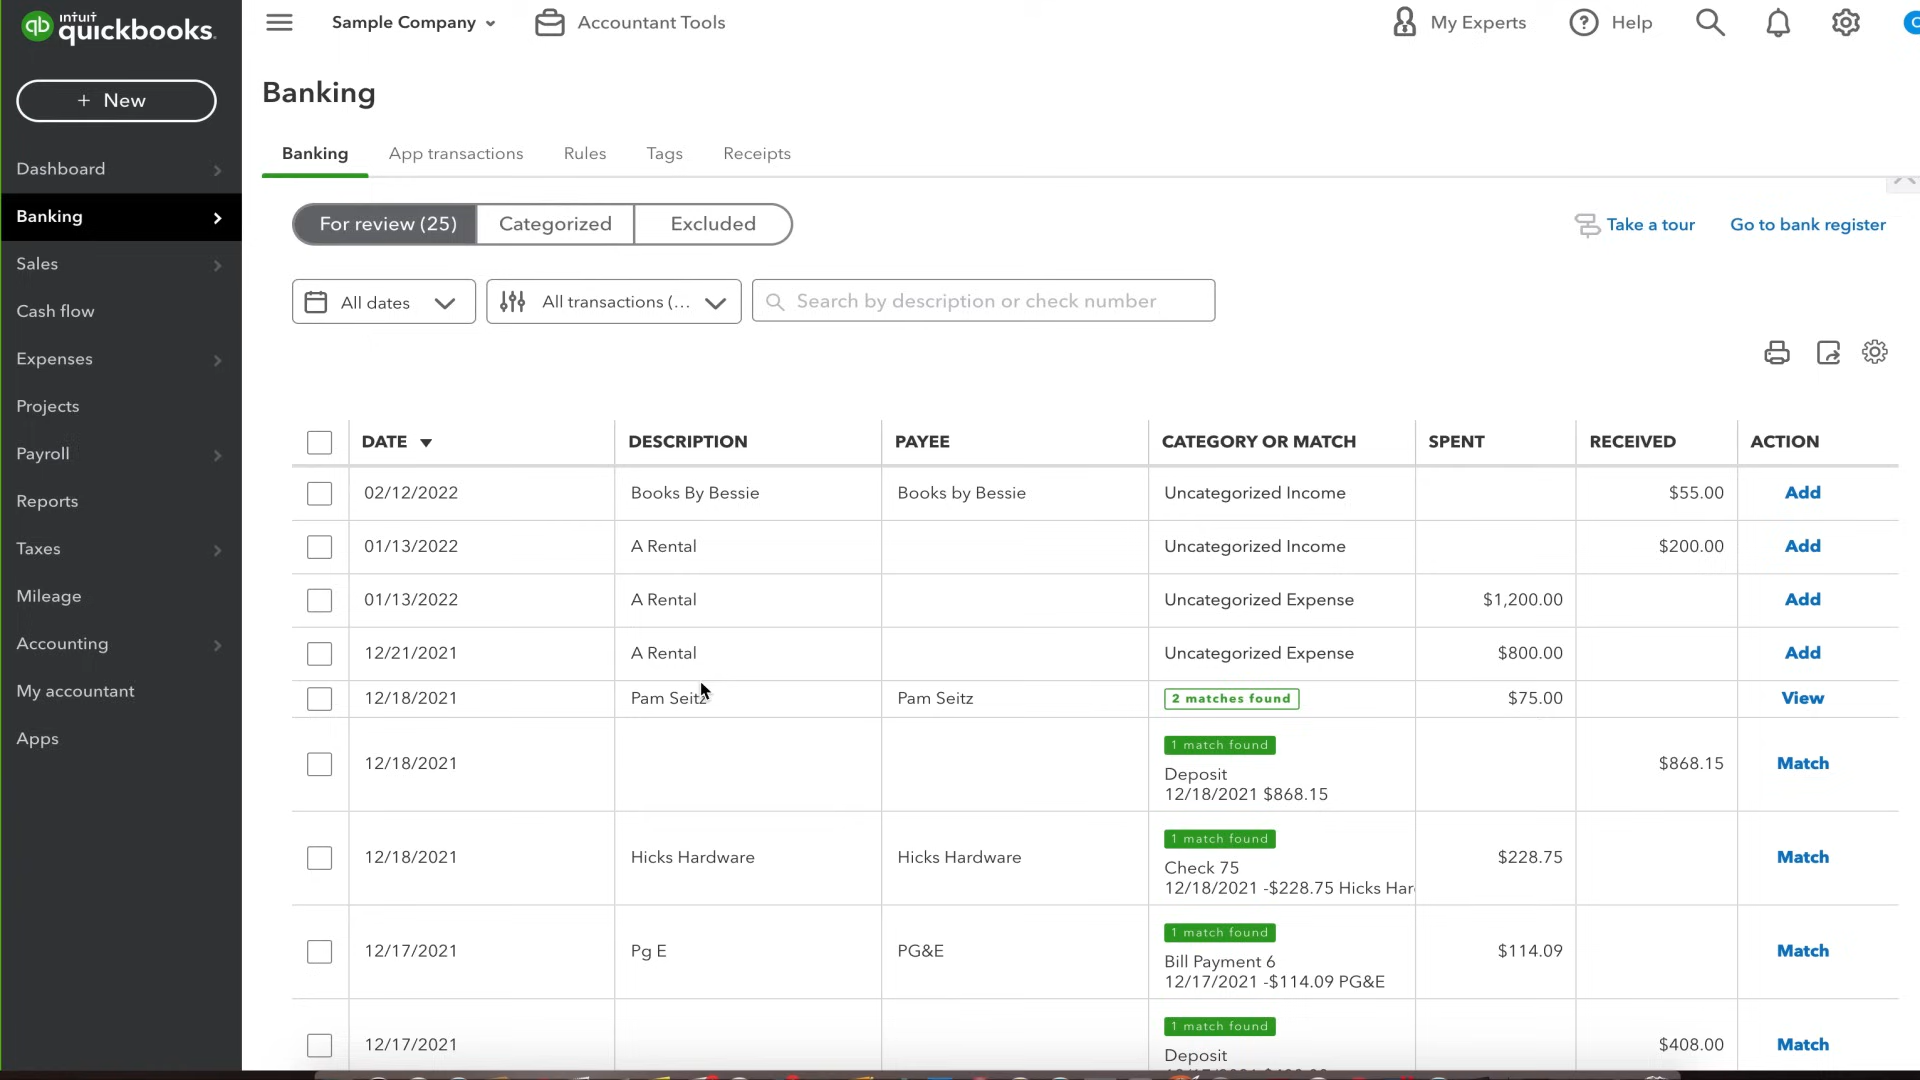 intuit
quickbooks.
Sample Company
Accountant Tools
My Experts
Help
+ New
Banking
Dashboard
Banking
Sales
Cash flow
Expenses
Projects
Payroll
Reports
Taxes
Mileage
Accounting
My accountant
Apps
Banking App transactions Rules Tags Receipts
For review (25) Categorized Excluded
Take a tour Go to bank register
All dates All transactions (... Search by description or check number
DATE DESCRIPTION PAYEE CATEGORY OR MATCH SPENT RECEIVED ACTION
02/12/2022 Books By Bessie Books by Bessie Uncategorized Income $55.00 Add
01/13/2022 A Rental Uncategorized Income $200.00 Add
01/13/2022 A Rental Uncategorized Expense $1,200.00 Add
12/21/2021 A Rental Uncategorized Expense $800.00 Add
12/18/2021 Pam Seitz Pam Seitz 2 matches found $75.00 View
1 match found
12/18/2021 $868.15 Match
Deposit
12/18/2021 $868.15
1 match found
12/18/2021 Hicks Hardware Hicks Hardware $228.75 Match
Check 75
12/18/2021 -$228.75 Hicks Har
1 match found
12/17/2021 Pg E PG&E $114.09 Match
Bill Payment 6
12/17/2021 -$114.09 PG&E
1 match found
12/17/2021 $408.00 Match
Deposit